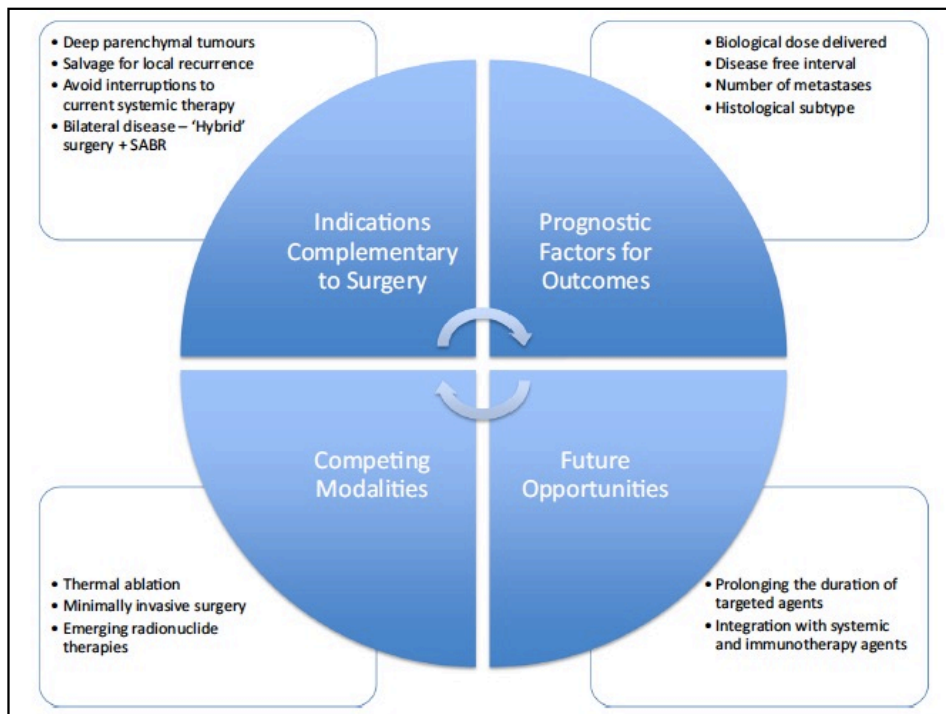 • Deep parenchymal tumours
• Salvage for local recurrence
• Avoid interruptions to
current systemic therapy
• Bilateral disease – ‘Hybrid’
surgery + SABR
• Biological dose delivered
• Disease free interval
• Number of metastases
• Histological subtype
Indications
Complementary
to Surgery
Prognostic
Factors for
Outcomes
Competing
Modalities
Future
Opportunities
• Thermal ablation
• Minimally invasive surgery
• Emerging radionuclide
therapies
• Prolonging the duration of
targeted agents
• Integration with systemic
and immunotherapy agents